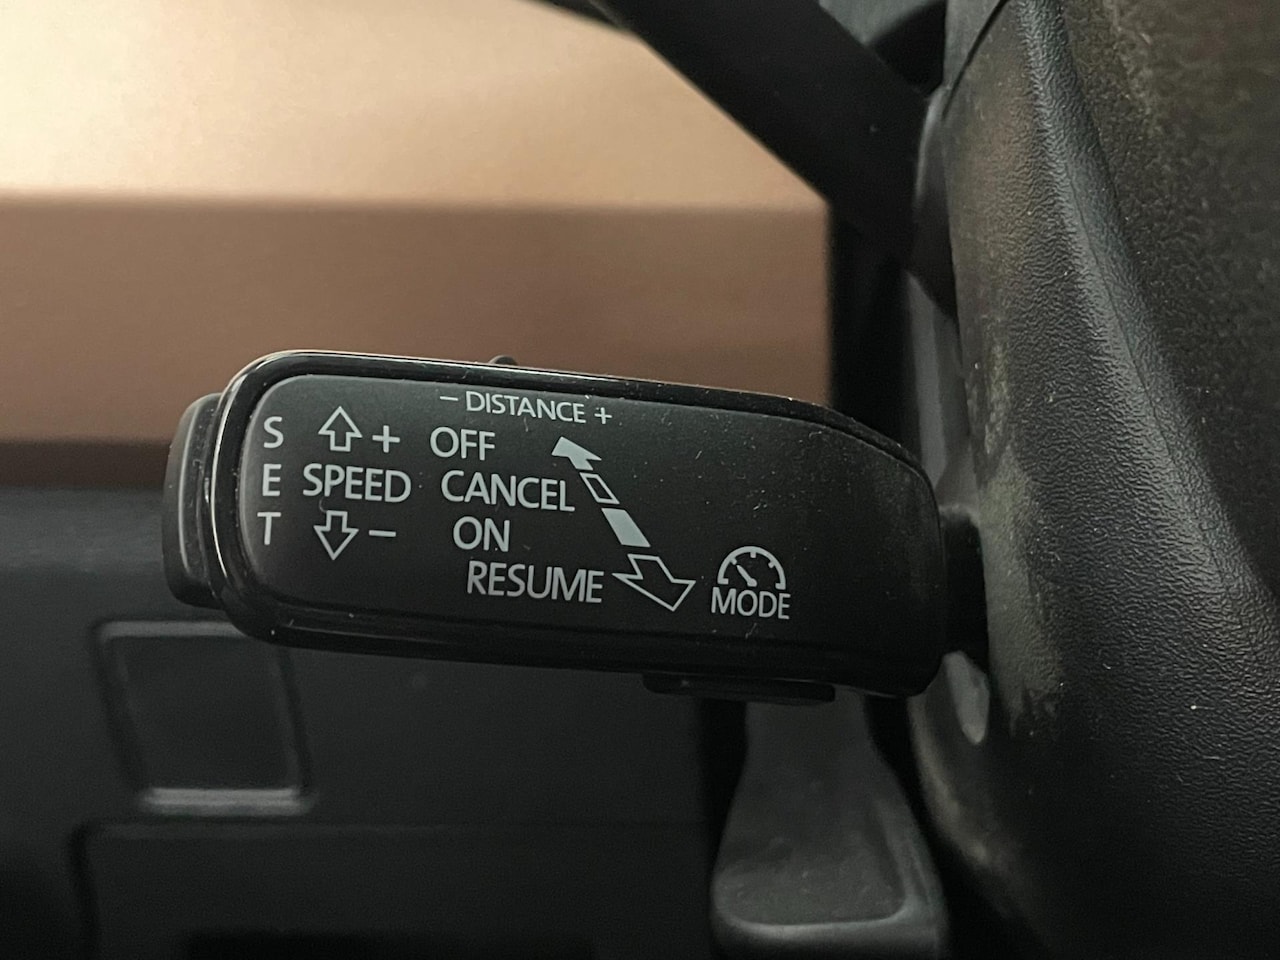 - DISTANCE +
S + OFF
E SPEED CANCEL
T - ON
RESUME
MODE